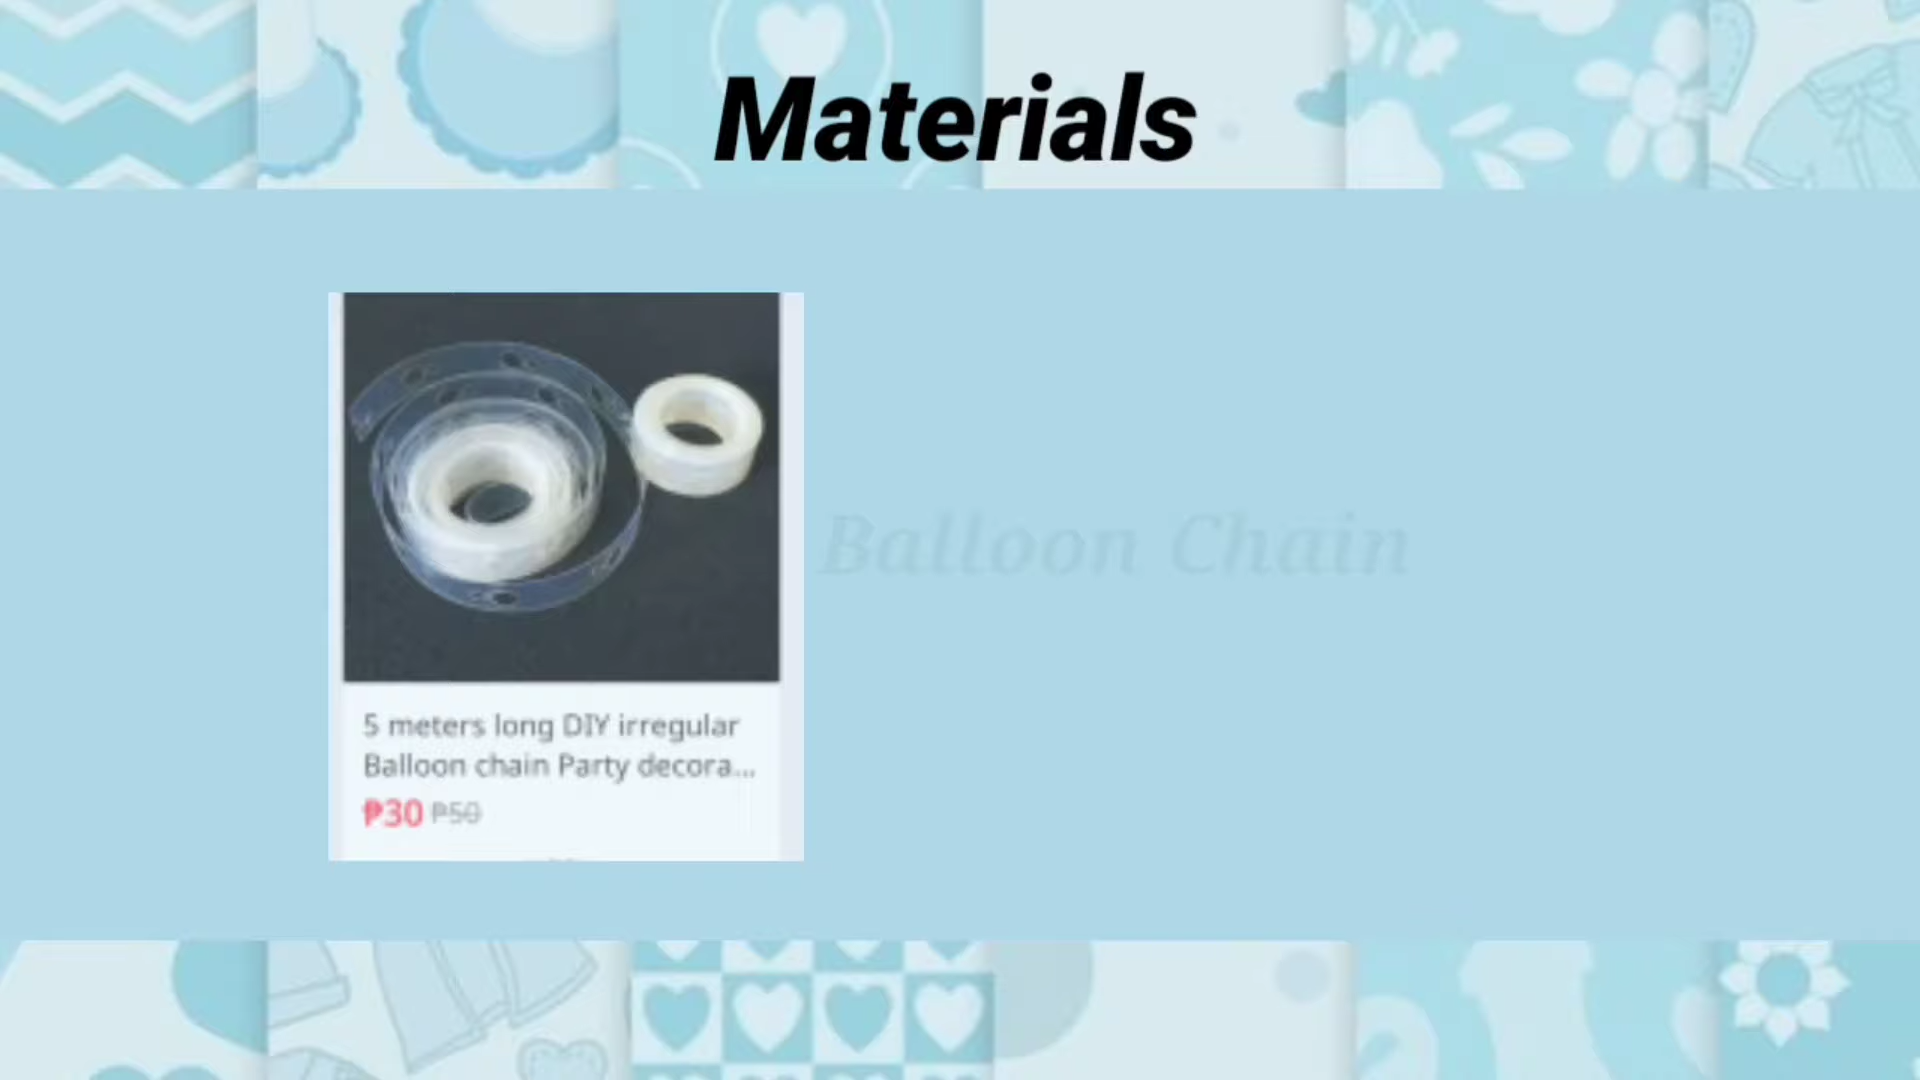 Materials
Balloon Chain
5 meters long DIY irregular
Balloon chain Party decora...
₱30 ₱50